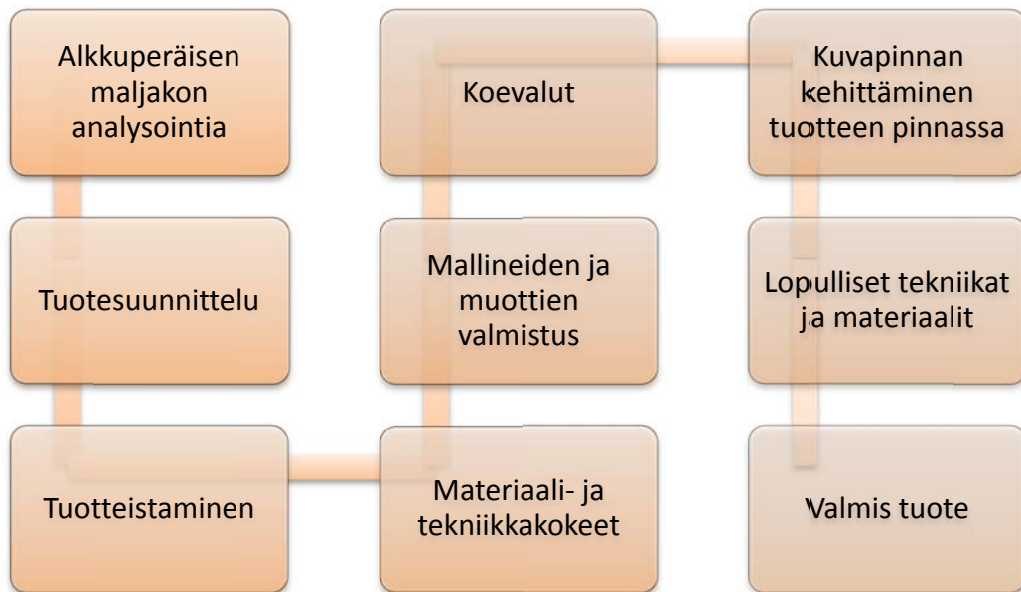 Alkkuperäisen
maljakon
analysointia
Tuotesuunnittelu
Tuotteistaminen
Materiaali- ja
tekniikkakokeet
Mallineiden ja
muottien
valmistus
Koevalut
Kuvapinnan
kehittäminen
tuotteen pinnassa
Lopulliset tekniikat
ja materiaalit
Valmis tuote